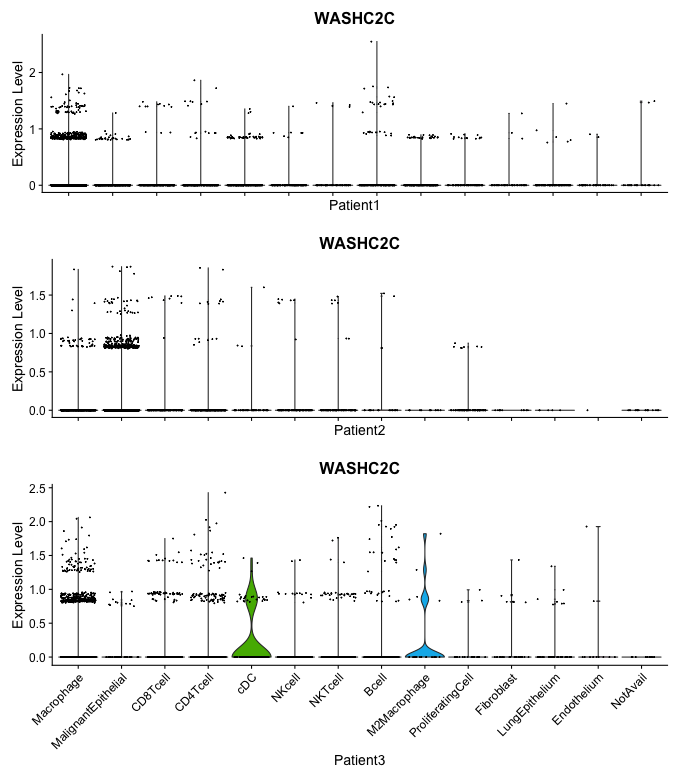 WASHC2C
Expression Level
2
1
0
Patient1
WASHC2C
Expression Level
1.5
1.0
0.5
0.0
Patient2
WASHC2C
Expression Level
2.5
2.0
1.5
1.0
0.5
0.0
Macrophage
MalignantEpithelial
CD8Tcell
CD4Tcell
cDC
NKcell
NKTcell
Bcell
M2Macrophage
ProliferatingCell
Fibroblast
LungEpithelium
Endothelium
NotAvail
Patient3